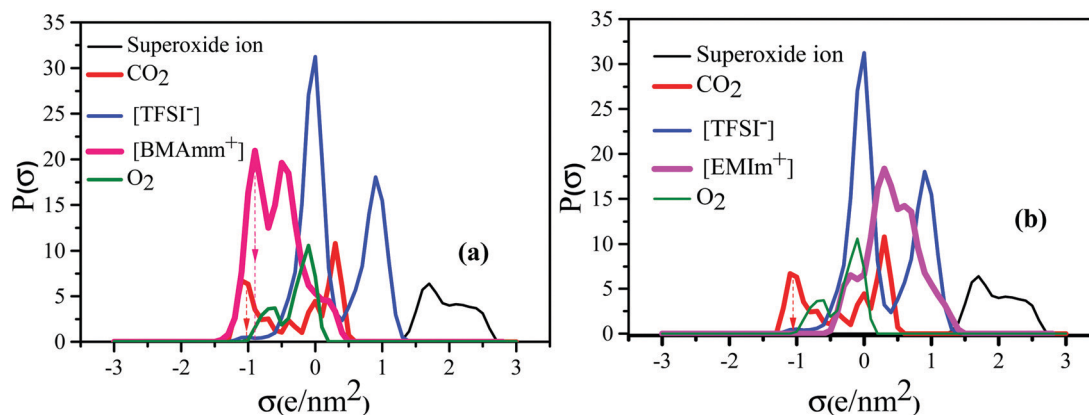 35
30
25
20
15
10
5
0
P(σ)
Superoxide ion
CO2
[TFSI-]
[BMAmm+]
O2
(a)
-3 -2 -1 0 1 2 3
σ(e/nm2)
35
30
25
20
15
10
5
0
P(σ)
Superoxide ion
CO2
[TFSI-]
[EMIm+]
O2
(b)
-3 -2 -1 0 1 2 3
σ(e/nm2)